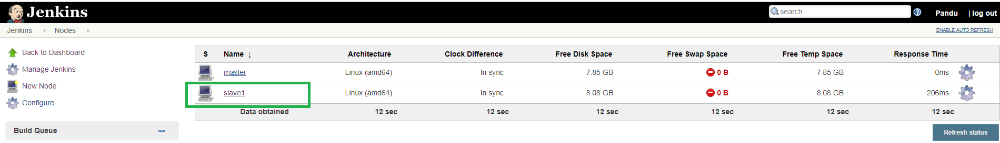 Jenkins
search
Pandu | log out
Jenkins Nodes
ENABLE AUTO REFRESH
Back to Dashboard
Manage Jenkins
New Node
Configure
Build Queue
S Name ↓ Architecture Clock Difference Free Disk Space Free Swap Space Free Temp Space Response Time
master Linux (amd64) In sync 7.85 GB 0 B 7.85 GB 0ms
slave1 Linux (amd64) In sync 8.08 GB 0 B 8.08 GB 206ms
Data obtained 12 sec 12 sec 12 sec 12 sec 12 sec 12 sec
Refresh status